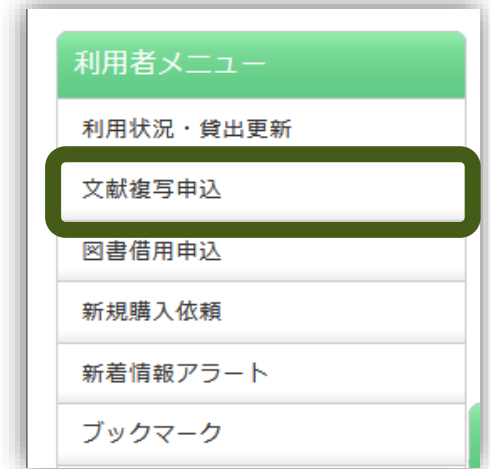 利用者メニュー
利用状況・貸出更新
文献複写申込
図書借用申込
新規購入依頼
新着情報アラート
ブックマーク